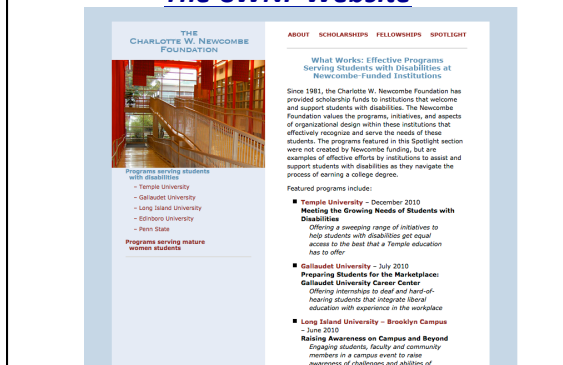 The CWNF Website
THE
CHARLOTTE W. NEWCOMBE
FOUNDATION
Programs serving students
with disabilities
– Temple University
– Gallaudet University
– Long Island University
– Edinboro University
– Penn State
Programs serving mature
women students
ABOUT SCHOLARSHIPS FELLOWSHIPS SPOTLIGHT
What Works: Effective Programs
Serving Students with Disabilities at
Newcombe-Funded Institutions
Since 1981, the Charlotte W. Newcombe Foundation has
provided scholarship funds to institutions that welcome
and support students with disabilities. The Newcombe
Foundation values the programs, initiatives, and aspects
of organizational design within these institutions that
effectively recognize and serve the needs of these
students. The programs featured in this Spotlight section
were not created by Newcombe funding, but are
examples of effective efforts by institutions to assist and
support students with disabilities as they navigate the
process of earning a college degree.
Featured programs include:
■ Temple University – December 2010
Meeting the Growing Needs of Students with
Disabilities
Offering a sweeping range of initiatives to
help students with disabilities get equal
access to the best that a Temple education
has to offer
■ Gallaudet University – July 2010
Preparing Students for the Marketplace:
Gallaudet University Career Center
Offering internships to deaf and hard-of-
hearing students that integrate liberal
education with experience in the workplace
■ Long Island University – Brooklyn Campus
– June 2010
Raising Awareness on Campus and Beyond
Engaging students, faculty and community
members in a campus event to raise
awareness of challenges and abilities of